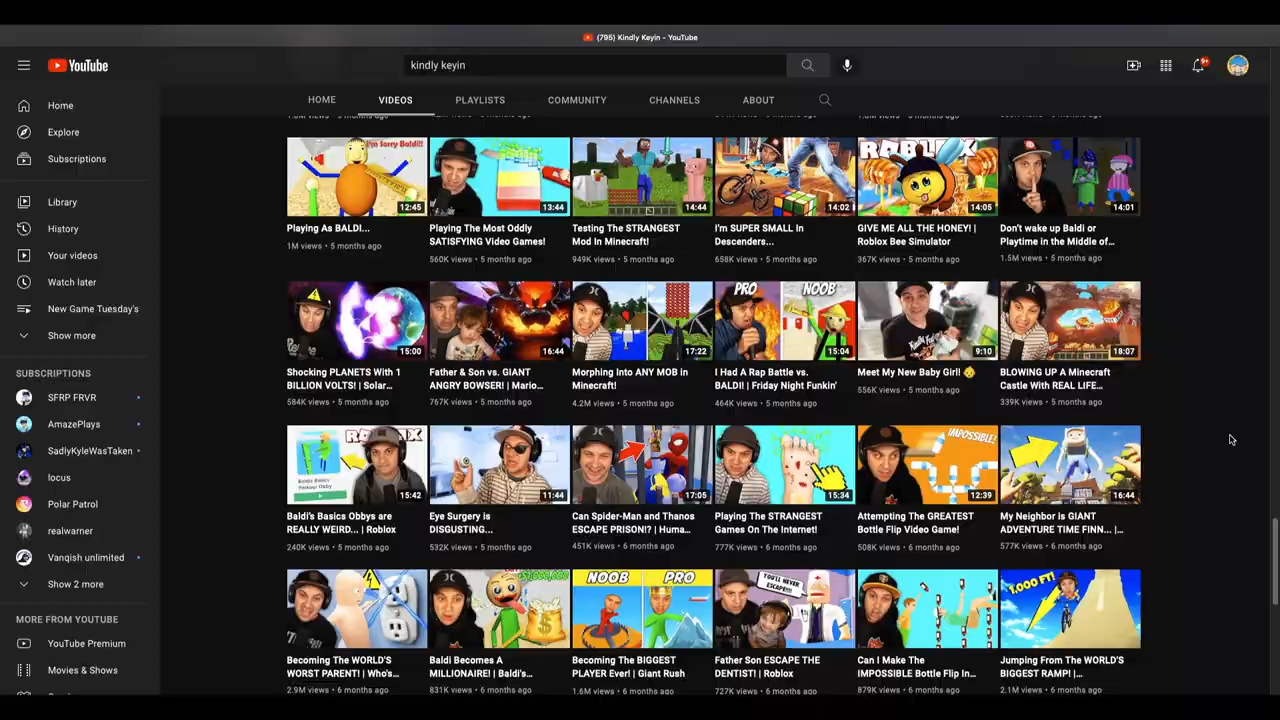 (795) Kindly Keyin - YouTube
YouTube
kindly keyin
9+
HOME VIDEOS PLAYLISTS COMMUNITY CHANNELS ABOUT
Home
Explore
Subscriptions
Library
History
Your videos
Watch later
New Game Tuesday's
Show more
SUBSCRIPTIONS
SFRP FRVR
AmazePlays
SadlyKyleWasTaken
locus
Polar Patrol
realwarner
Vanqish unlimited
Show 2 more
MORE FROM YOUTUBE
YouTube Premium
Movies & Shows
I'm Sorry Baldi!!
12:45
Playing As BALDI...
1M views • 5 months ago
13:44
Playing The Most Oddly
SATISFYING Video Games!
560K views • 5 months ago
14:44
Testing The STRANGEST
Mod In Minecraft!
949K views • 5 months ago
14:02
I'm SUPER SMALL In
Descenders...
658K views • 5 months ago
ROBLOX
14:05
GIVE ME ALL THE HONEY! |
Roblox Bee Simulator
367K views • 5 months ago
14:01
Don't wake up Baldi or
Playtime in the Middle of...
1.5M views • 5 months ago
15:00
Shocking PLANETS With 1
BILLION VOLTS! | Solar...
584K views • 5 months ago
16:44
Father & Son vs. GIANT
ANGRY BOWSER! | Mario...
767K views • 5 months ago
17:22
Morphing Into ANY MOB in
Minecraft!
4.2M views • 5 months ago
PRO NOOB
15:04
I Had A Rap Battle vs.
BALDI! | Friday Night Funkin'
464K views • 5 months ago
9:10
Meet My New Baby Girl! 👶
556K views • 5 months ago
18:07
BLOWING UP A Minecraft
Castle With REAL LIFE...
339K views • 5 months ago
ROBLOX
Baldi's Basics
15:42
Baldi's Basics Obbys are
REALLY WEIRD... | Roblox
240K views • 5 months ago
11:44
Eye Surgery is
DISGUSTING...
532K views • 5 months ago
17:05
Can Spider-Man and Thanos
ESCAPE PRISON!? | Huma...
451K views • 6 months ago
15:34
Playing The STRANGEST
Games On The Internet!
777K views • 6 months ago
IMPOSSIBLE!
12:39
Attempting The GREATEST
Bottle Flip Video Game!
508K views • 6 months ago
16:44
My Neighbor is GIANT
ADVENTURE TIME FINN... |...
577K views • 6 months ago
Becoming The WORLD'S
WORST PARENT! | Who's...
2.9M views • 6 months ago
Baldi Becomes A
MILLIONAIRE! | Baldi's...
831K views • 6 months ago
NOOB PRO
Becoming The BIGGEST
PLAYER Ever! | Giant Rush
1.6M views • 6 months ago
YOU'LL NEVER
ESCAPE!!!
Father Son ESCAPE THE
DENTIST! | Roblox
727K views • 6 months ago
Can I Make The
IMPOSSIBLE Bottle Flip In...
879K views • 6 months ago
1,000 FT!
Jumping From The WORLD'S
BIGGEST RAMP! |...
2.1M views • 6 months ago